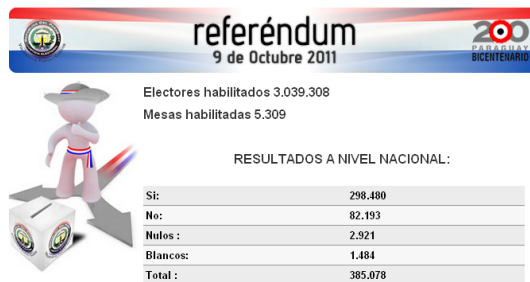 referéndum
9 de Octubre 2011
200
PARAGUAY
BICENTENARIO
Electores habilitados 3.039.308
Mesas habilitadas 5.309
RESULTADOS A NIVEL NACIONAL:
Si: 298.480
No: 82.193
Nulos : 2.921
Blancos: 1.484
Total : 385.078